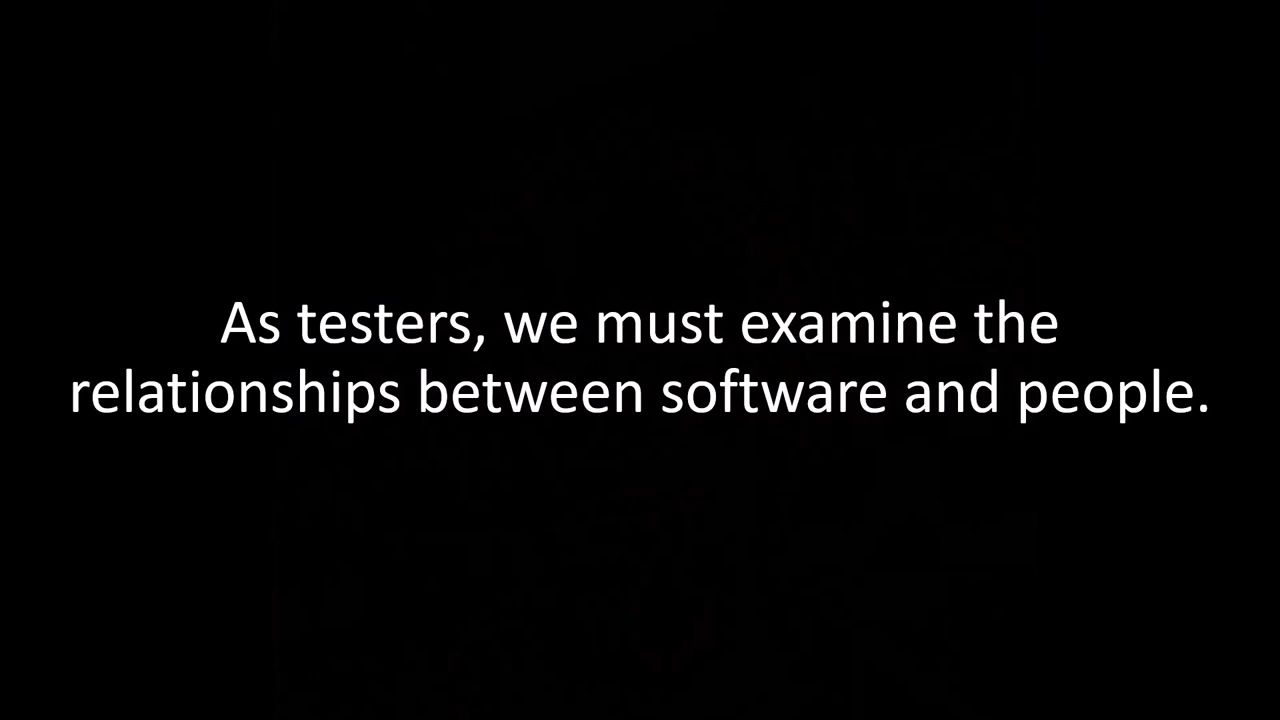 As testers, we must examine the
relationships between software and people.